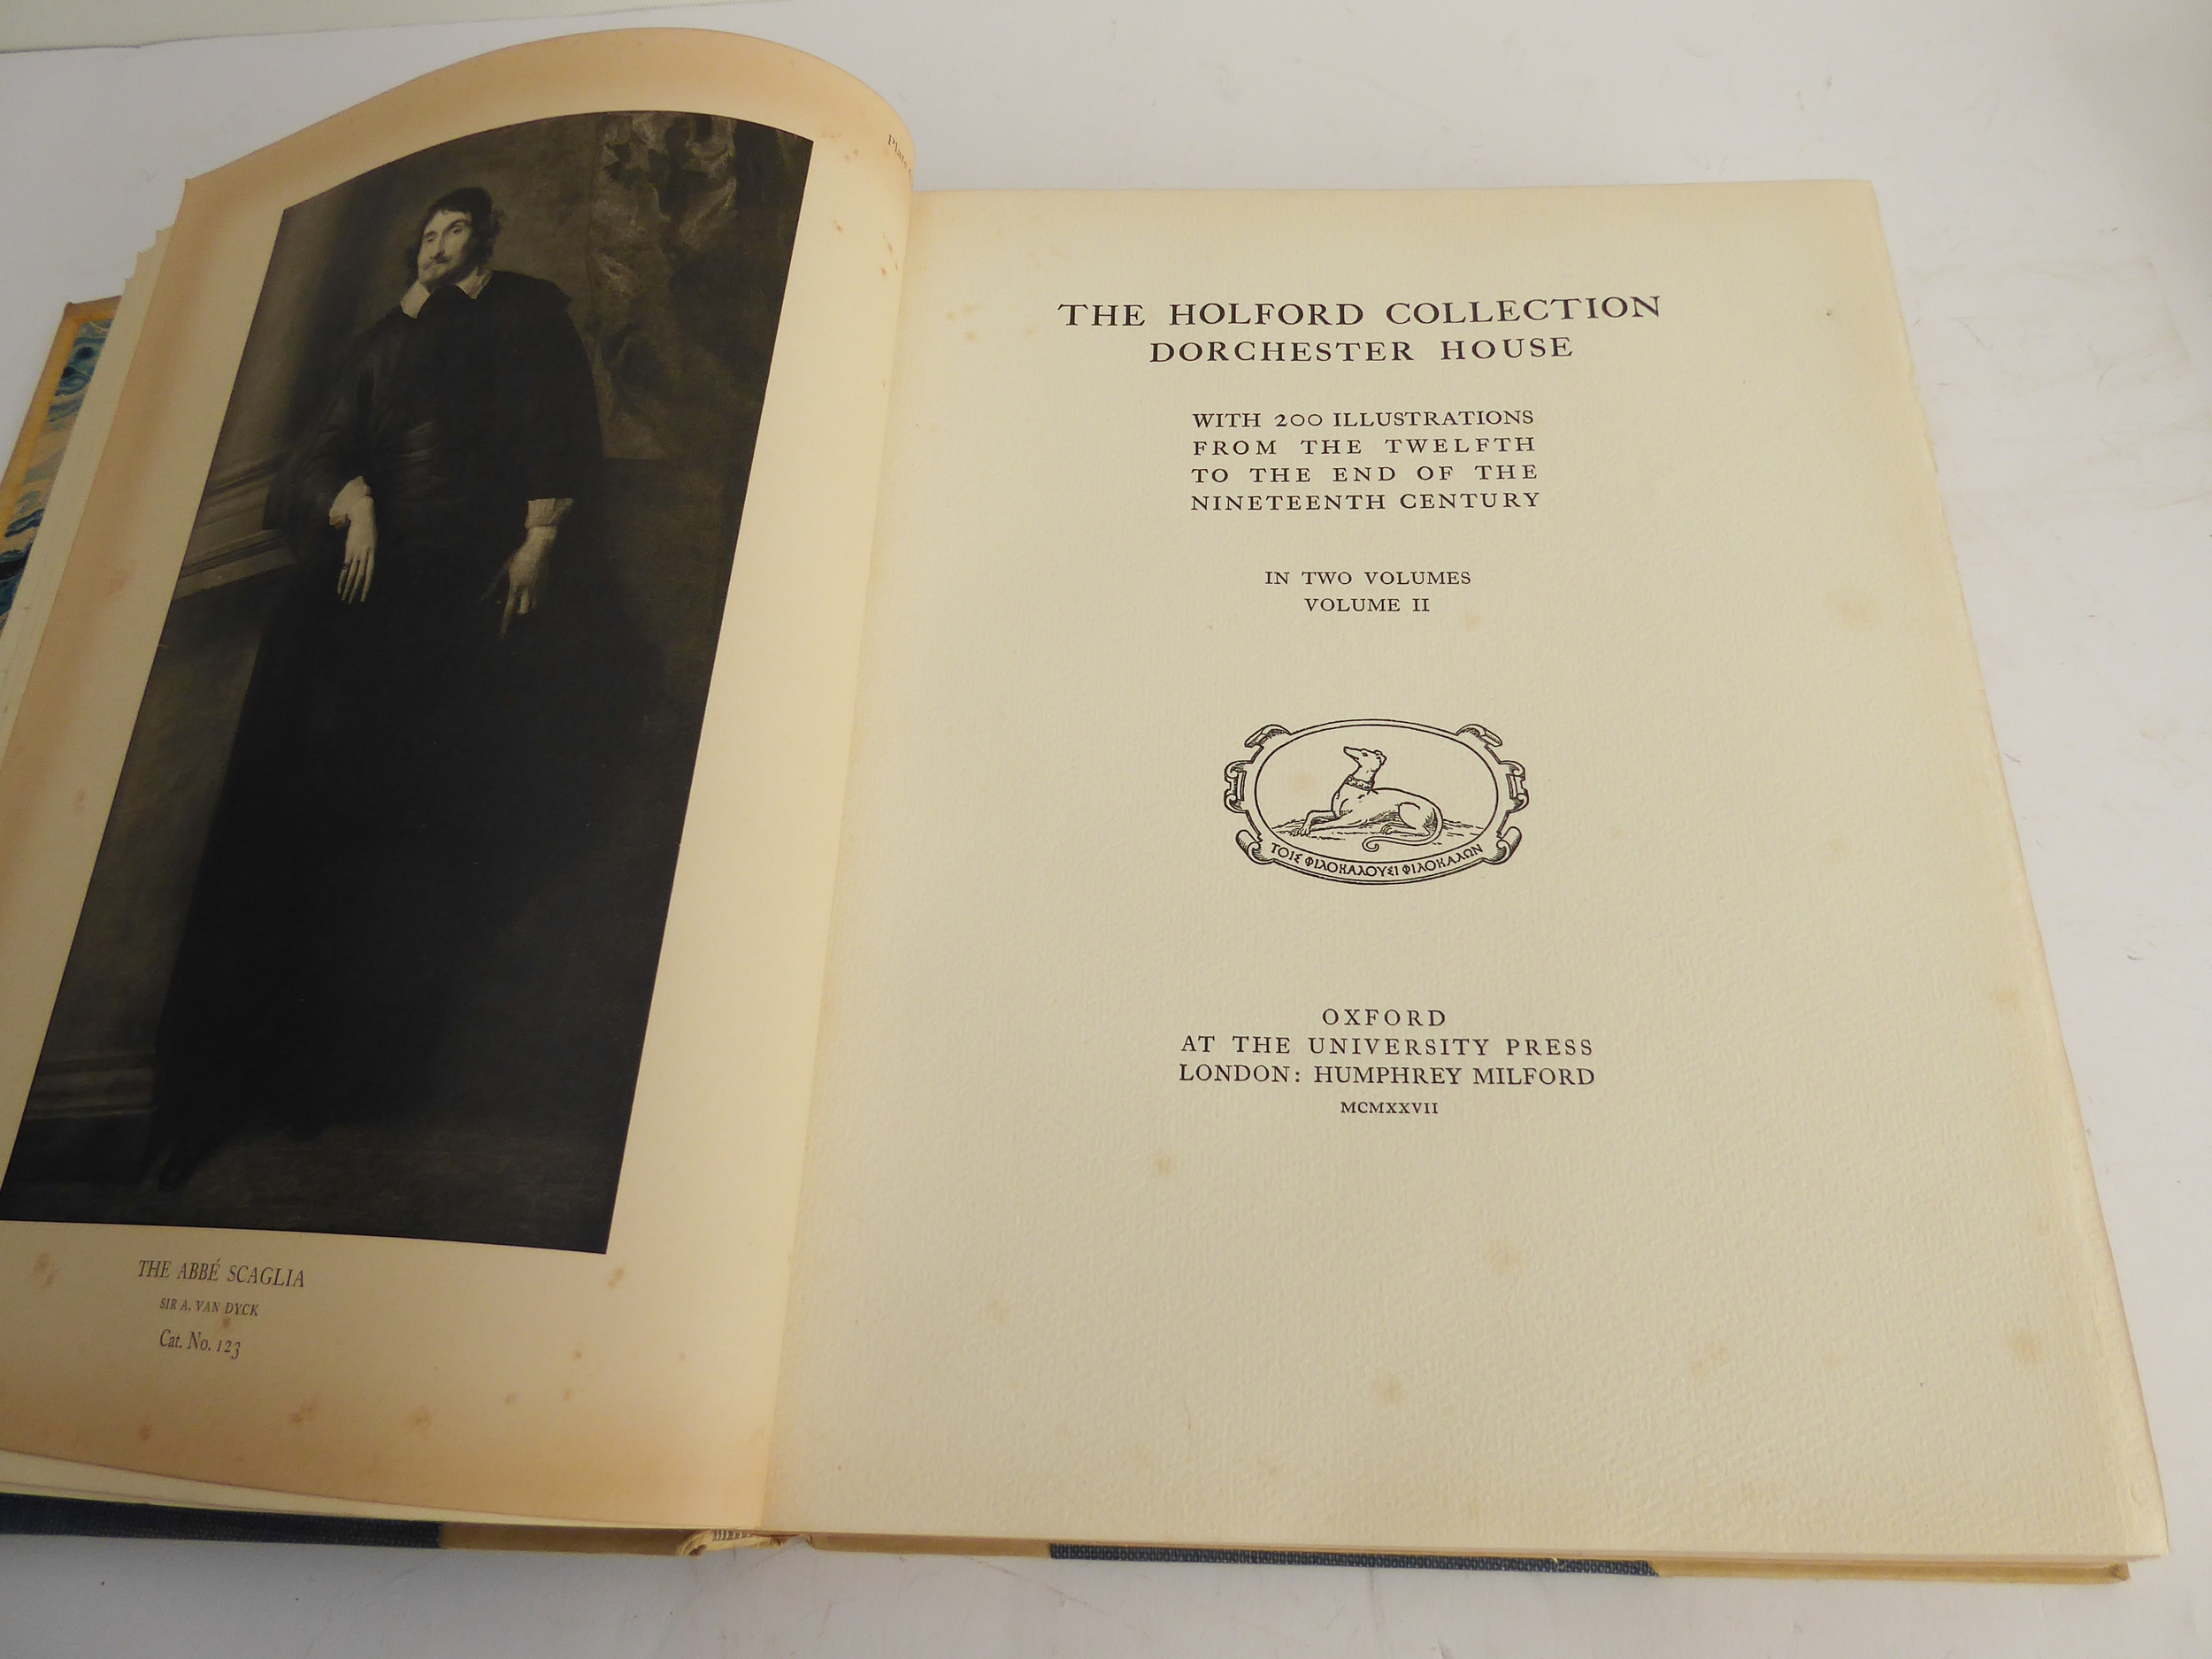 Plate
THE ABBÉ SCAGLIA
SIR A. VAN DYCK
Cat. No. 123
THE HOLFORD COLLECTION
DORCHESTER HOUSE
WITH 200 ILLUSTRATIONS
FROM THE TWELFTH
TO THE END OF THE
NINETEENTH CENTURY
IN TWO VOLUMES
VOLUME II
ΤΟΙΣ ΦΙΛΟΚΑΛΟΥΣΙ ΦΙΛΟΚΑΛΩΝ
OXFORD
AT THE UNIVERSITY PRESS
LONDON: HUMPHREY MILFORD
MCMXXVII